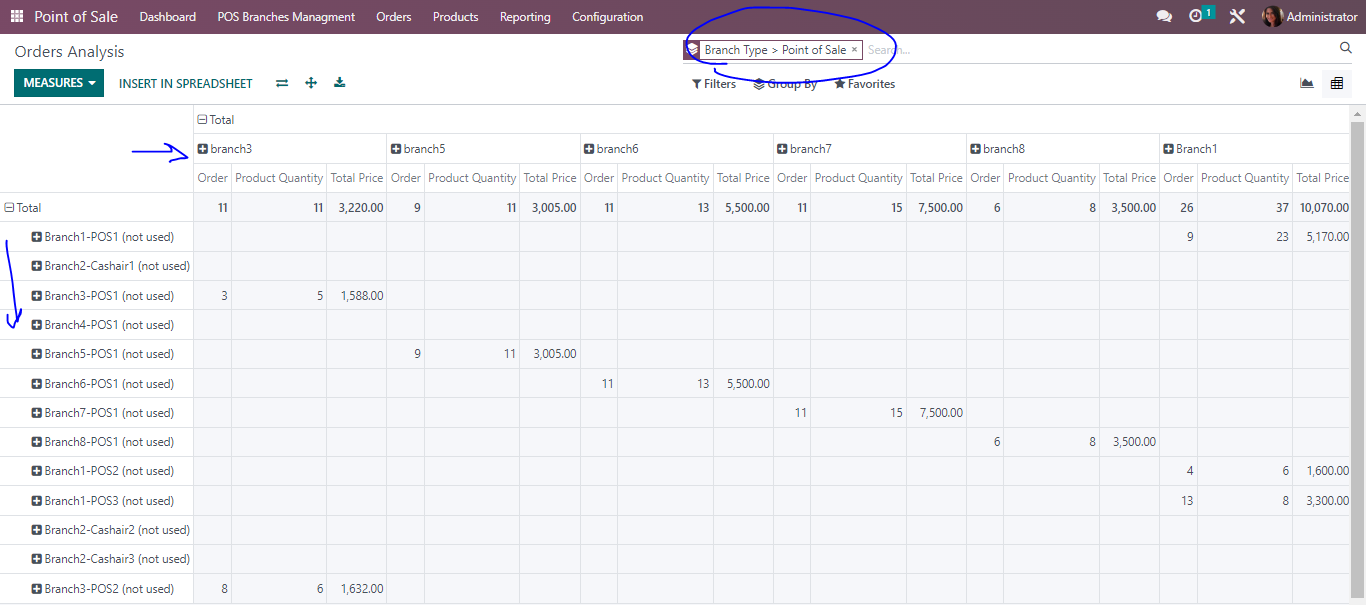 Point of Sale Dashboard POS Branches Managment Orders Products Reporting Configuration 1 Administrator
Orders Analysis Branch Type > Point of Sale × Search...
MEASURES INSERT IN SPREADSHEET Filters Group By Favorites
Total
branch3 branch5 branch6 branch7 branch8 Branch1
Order Product Quantity Total Price Order Product Quantity Total Price Order Product Quantity Total Price Order Product Quantity Total Price Order Product Quantity Total Price Order Product Quantity Total Price
Total 11 11 3,220.00 9 11 3,005.00 11 13 5,500.00 11 15 7,500.00 6 8 3,500.00 26 37 10,070.00
Branch1-POS1 (not used) 9 23 5,170.00
Branch2-Cashair1 (not used)
Branch3-POS1 (not used) 3 5 1,588.00
Branch4-POS1 (not used)
Branch5-POS1 (not used) 9 11 3,005.00
Branch6-POS1 (not used) 11 13 5,500.00
Branch7-POS1 (not used) 11 15 7,500.00
Branch8-POS1 (not used) 6 8 3,500.00
Branch1-POS2 (not used) 4 6 1,600.00
Branch1-POS3 (not used) 13 8 3,300.00
Branch2-Cashair2 (not used)
Branch2-Cashair3 (not used)
Branch3-POS2 (not used) 8 6 1,632.00